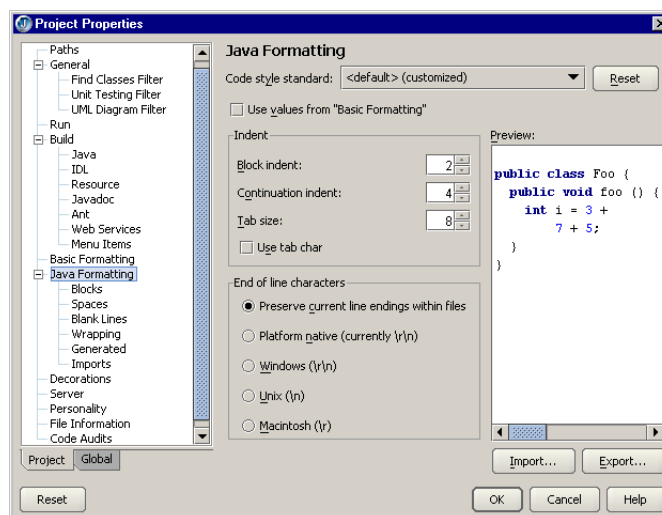 Project Properties
Paths
General
Find Classes Filter
Unit Testing Filter
UML Diagram Filter
Run
Build
Java
IDL
Resource
Javadoc
Ant
Web Services
Menu Items
Basic Formatting
Java Formatting
Blocks
Spaces
Blank Lines
Wrapping
Generated
Imports
Decorations
Server
Personality
File Information
Code Audits
Project
Global
Java Formatting
Code style standard: <default> (customized) Reset
Use values from "Basic Formatting"
Indent
Block indent: 2
Continuation indent: 4
Tab size: 8
Use tab char
End of line characters
Preserve current line endings within files
Platform native (currently \r\n)
Windows (\r\n)
Unix (\n)
Macintosh (\r)
Preview:
public class Foo {
public void foo () {
int i = 3 +
7 + 5;
}
}
Import... Export...
Reset OK Cancel Help